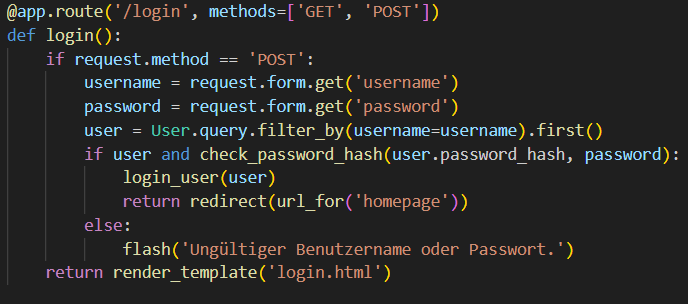 @app.route('/login', methods=['GET', 'POST'])
def login():
    if request.method == 'POST':
        username = request.form.get('username')
        password = request.form.get('password')
        user = User.query.filter_by(username=username).first()
        if user and check_password_hash(user.password_hash, password):
            login_user(user)
            return redirect(url_for('homepage'))
        else:
            flash('Ungültiger Benutzername oder Passwort.')
    return render_template('login.html')